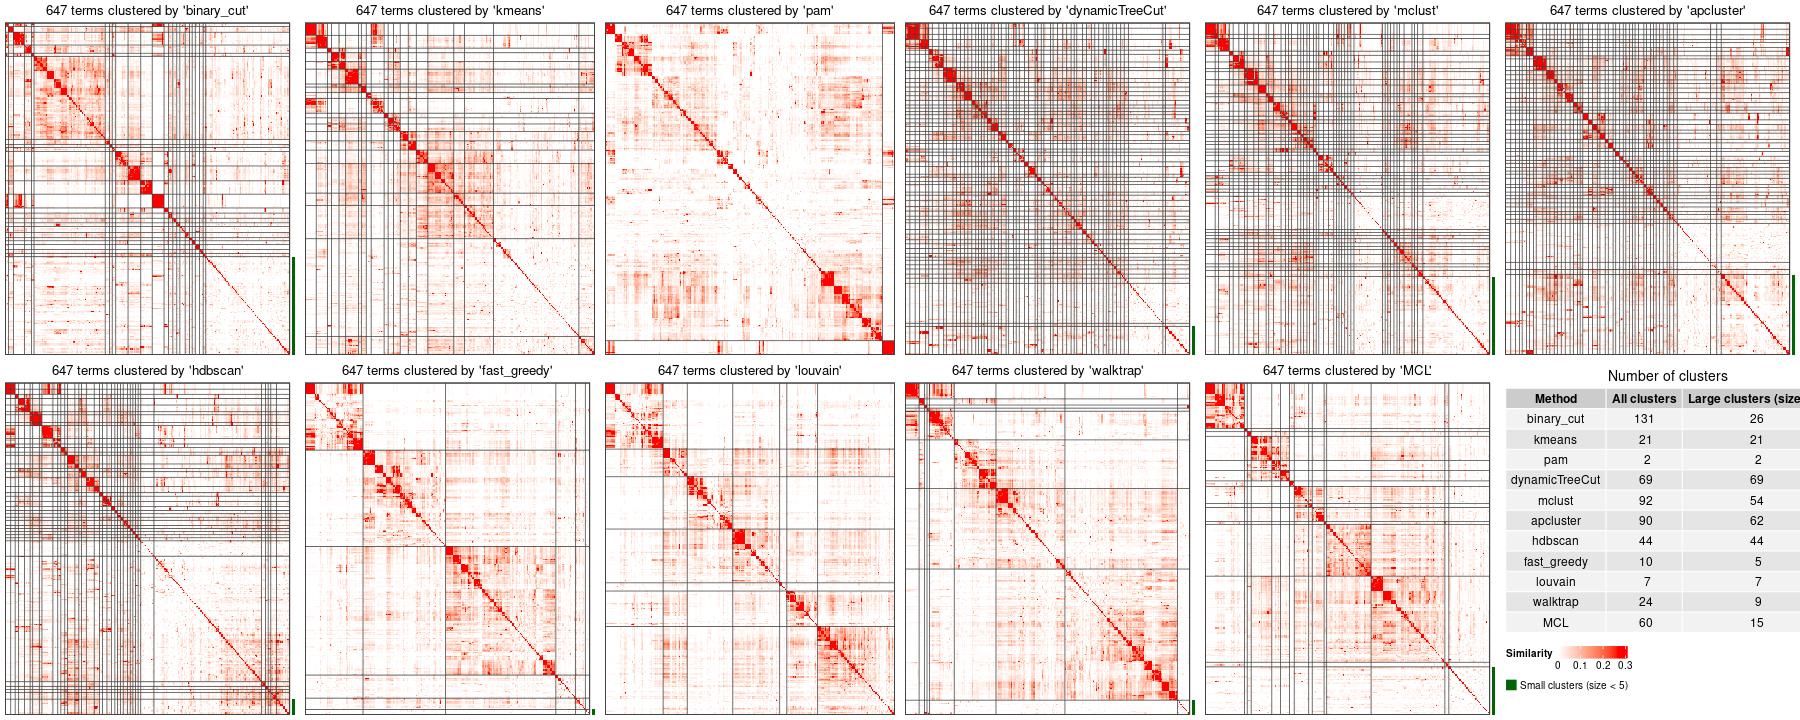 647 terms clustered by 'binary_cut'
647 terms clustered by 'kmeans'
647 terms clustered by 'pam'
647 terms clustered by 'dynamicTreeCut'
647 terms clustered by 'mclust'
647 terms clustered by 'apcluster'
647 terms clustered by 'hdbscan'
647 terms clustered by 'fast_greedy'
647 terms clustered by 'louvain'
647 terms clustered by 'walktrap'
647 terms clustered by 'MCL'
Number of clusters
Method All clusters Large clusters (size
binary_cut 131 26
kmeans 21 21
pam 2 2
dynamicTreeCut 69 69
mclust 92 54
apcluster 90 62
hdbscan 44 44
fast_greedy 10 5
louvain 7 7
walktrap 24 9
MCL 60 15
Similarity
0 0.1 0.2 0.3
Small clusters (size < 5)